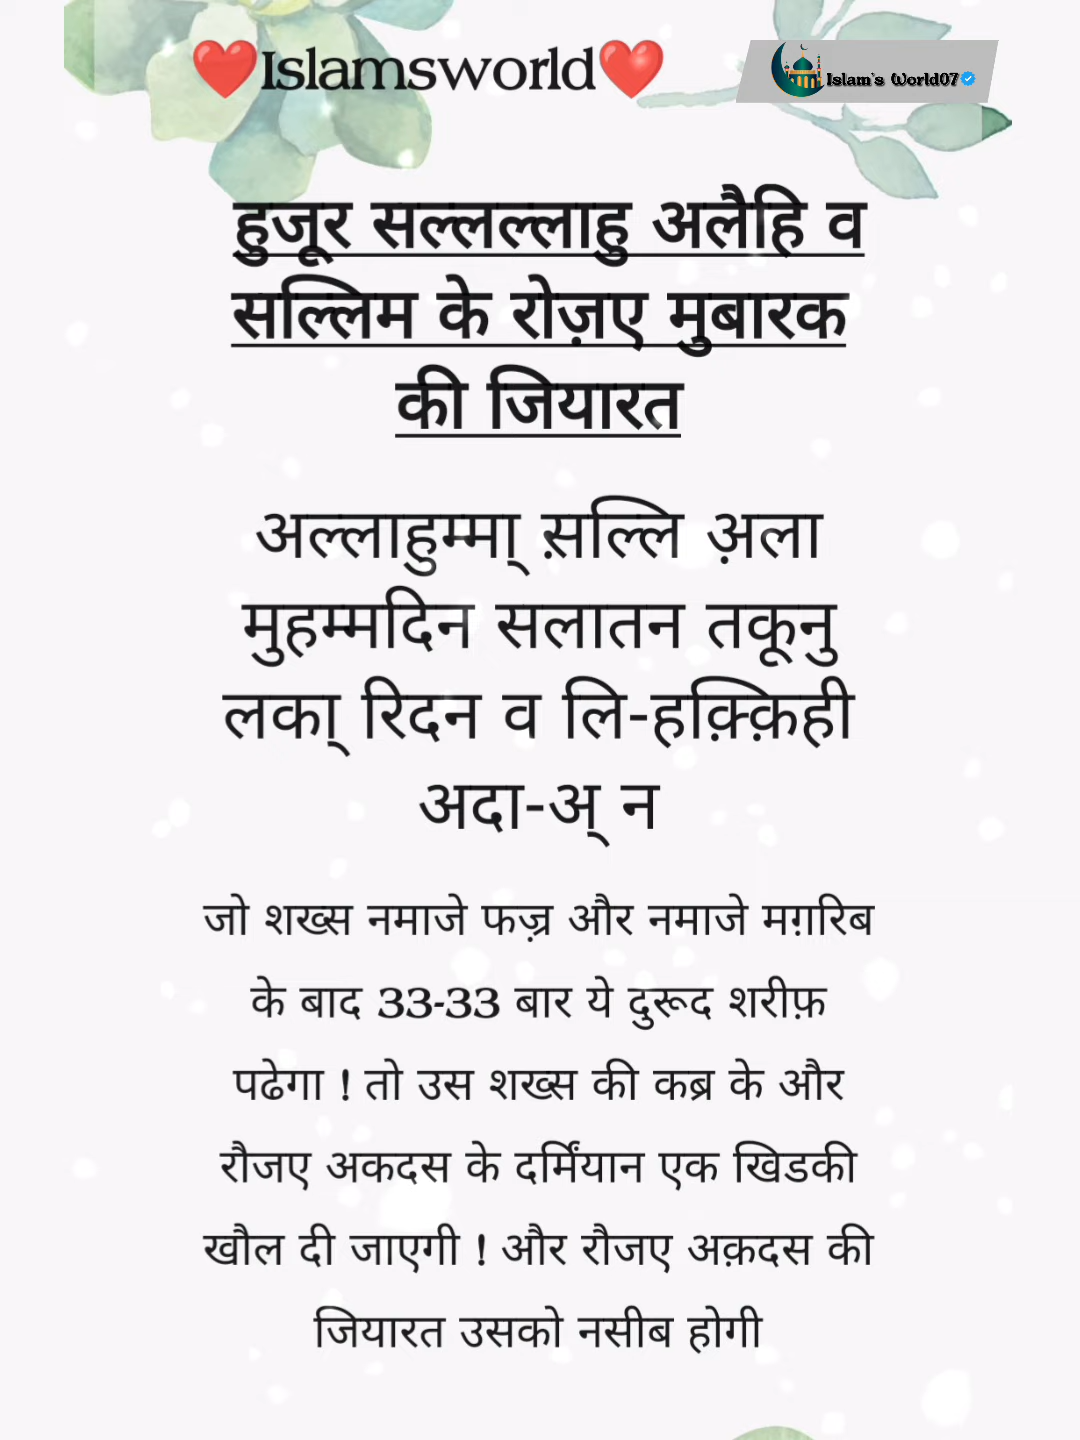 ❤️Islamsworld❤️
Islam's World07
हुजूर सल्लल्लाहु अलैहि व
सल्लिम के रोज़ए मुबारक
की जियारत
अल्लाहुम्मा् स़ल्लि अ़ला
मुहम्मदिन सलातन तकूनु
लका् रिदन व लि-हक़्क़िही
अदा-अ् न
जो शख्स नमाजे फज़्र और नमाजे मग़रिब
के बाद 33-33 बार ये दुरूद शरीफ़
पढेगा ! तो उस शख्स की कब्र के और
रौजए अकदस के दर्मियान एक खिडकी
खौल दी जाएगी ! और रौजए अक़दस की
जियारत उसको नसीब होगी